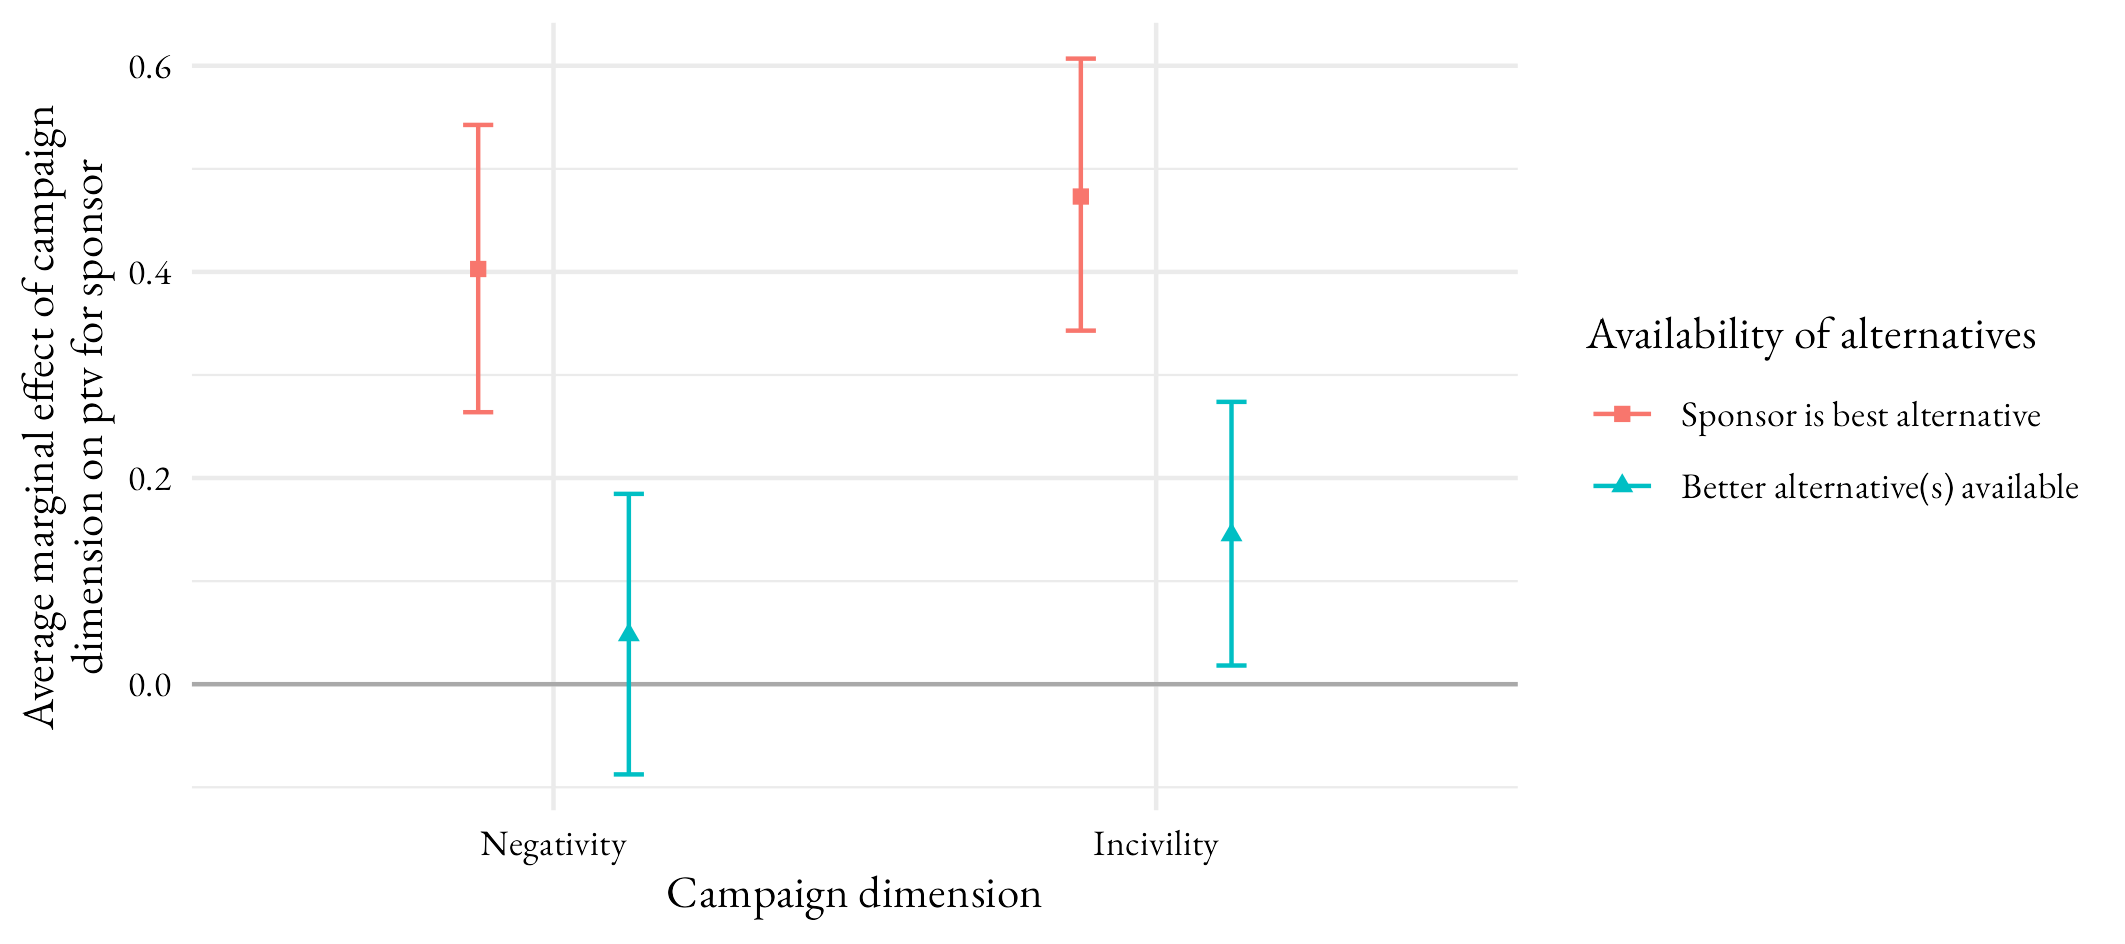 Average marginal effect of campaign
dimension on ptv for sponsor
0.6
0.4
0.2
0.0
Negativity
Incivility
Campaign dimension
Availability of alternatives
Sponsor is best alternative
Better alternative(s) available